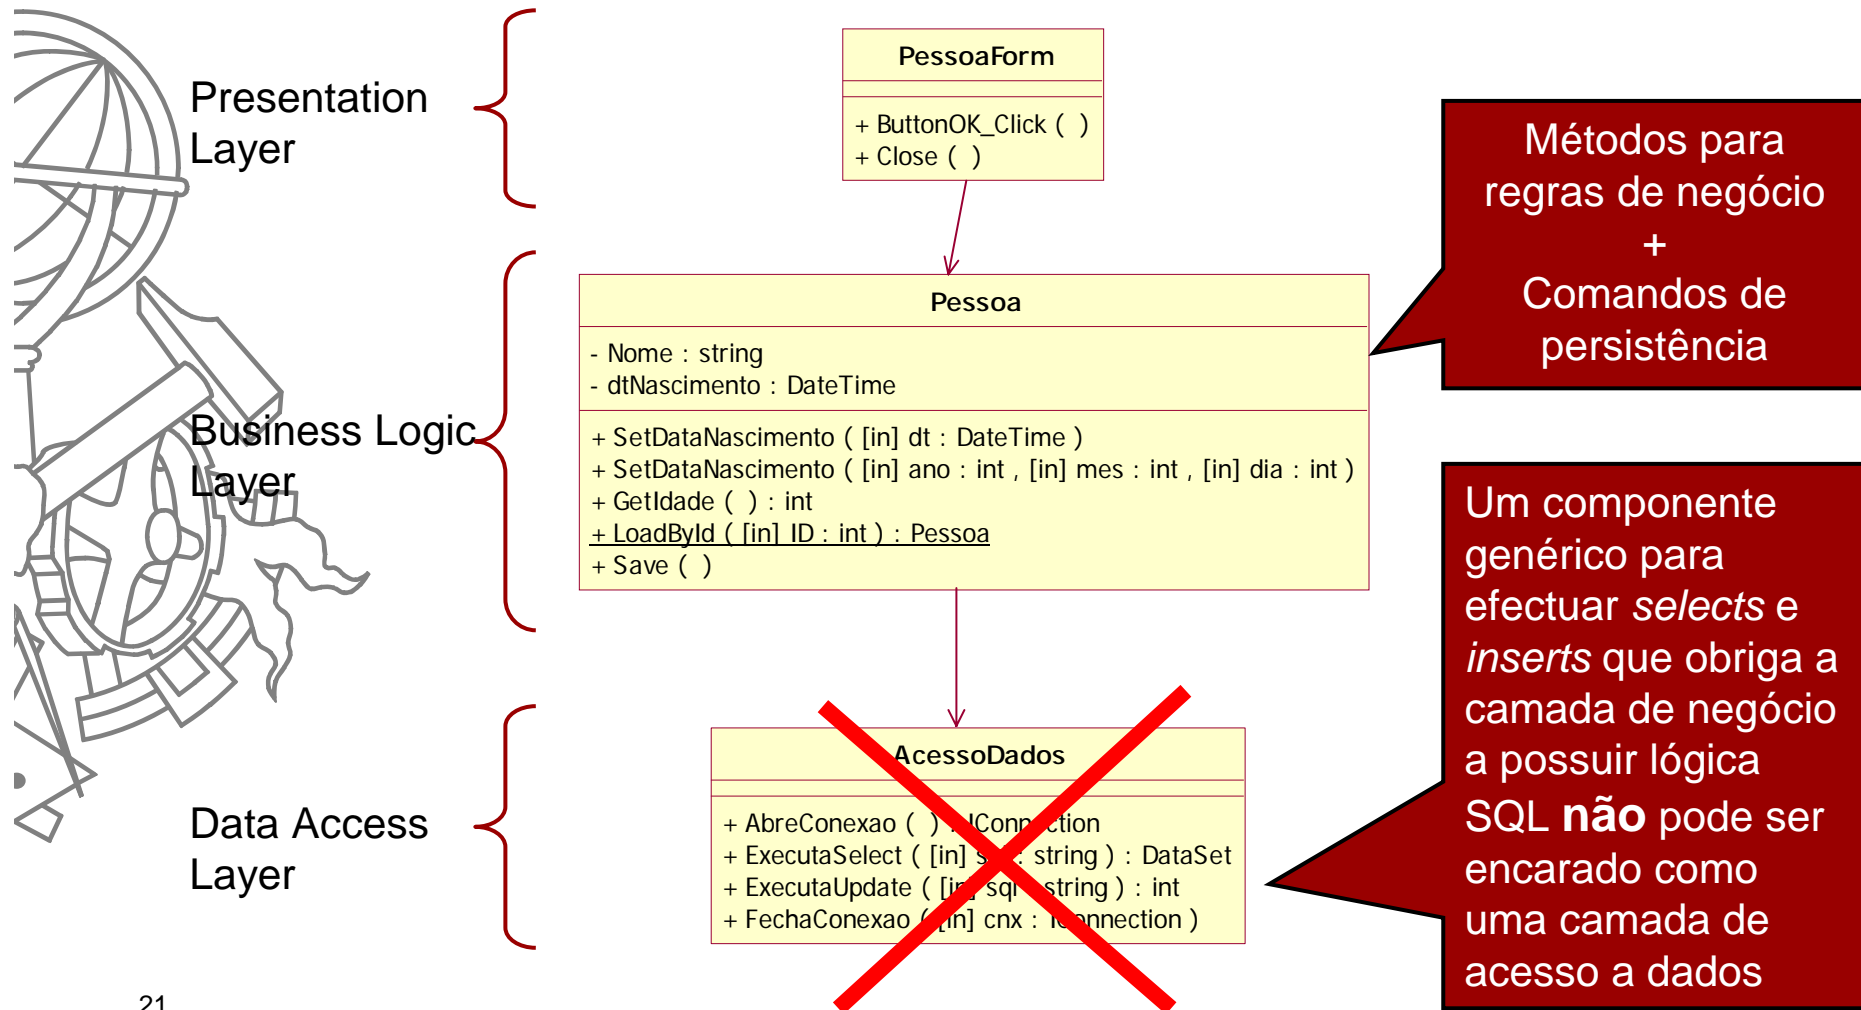 Presentation
Layer
PessoaForm
+ ButtonOK_Click ( )
+ Close ( )
Métodos para
regras de negócio
+
Comandos de
persistência
Business Logic
Layer
Pessoa
- Nome : string
- dtNascimento : DateTime
+ SetDataNascimento ( [in] dt : DateTime )
+ SetDataNascimento ( [in] ano : int , [in] mes : int , [in] dia : int )
+ GetIdade ( ) : int
+ LoadById ( [in] ID : int ) : Pessoa
+ Save ( )
Um componente
genérico para
efectuar selects e
inserts que obriga a
camada de negócio
a possuir lógica
SQL não pode ser
encarado como
uma camada de
acesso a dados
Data Access
Layer
AcessoDados
+ AbreConexao ( ) : IConnection
+ ExecutaSelect ( [in] sql : string ) : DataSet
+ ExecutaUpdate ( [in] sql : string ) : int
+ FechaConexao ( [in] cnx : IConnection )
21